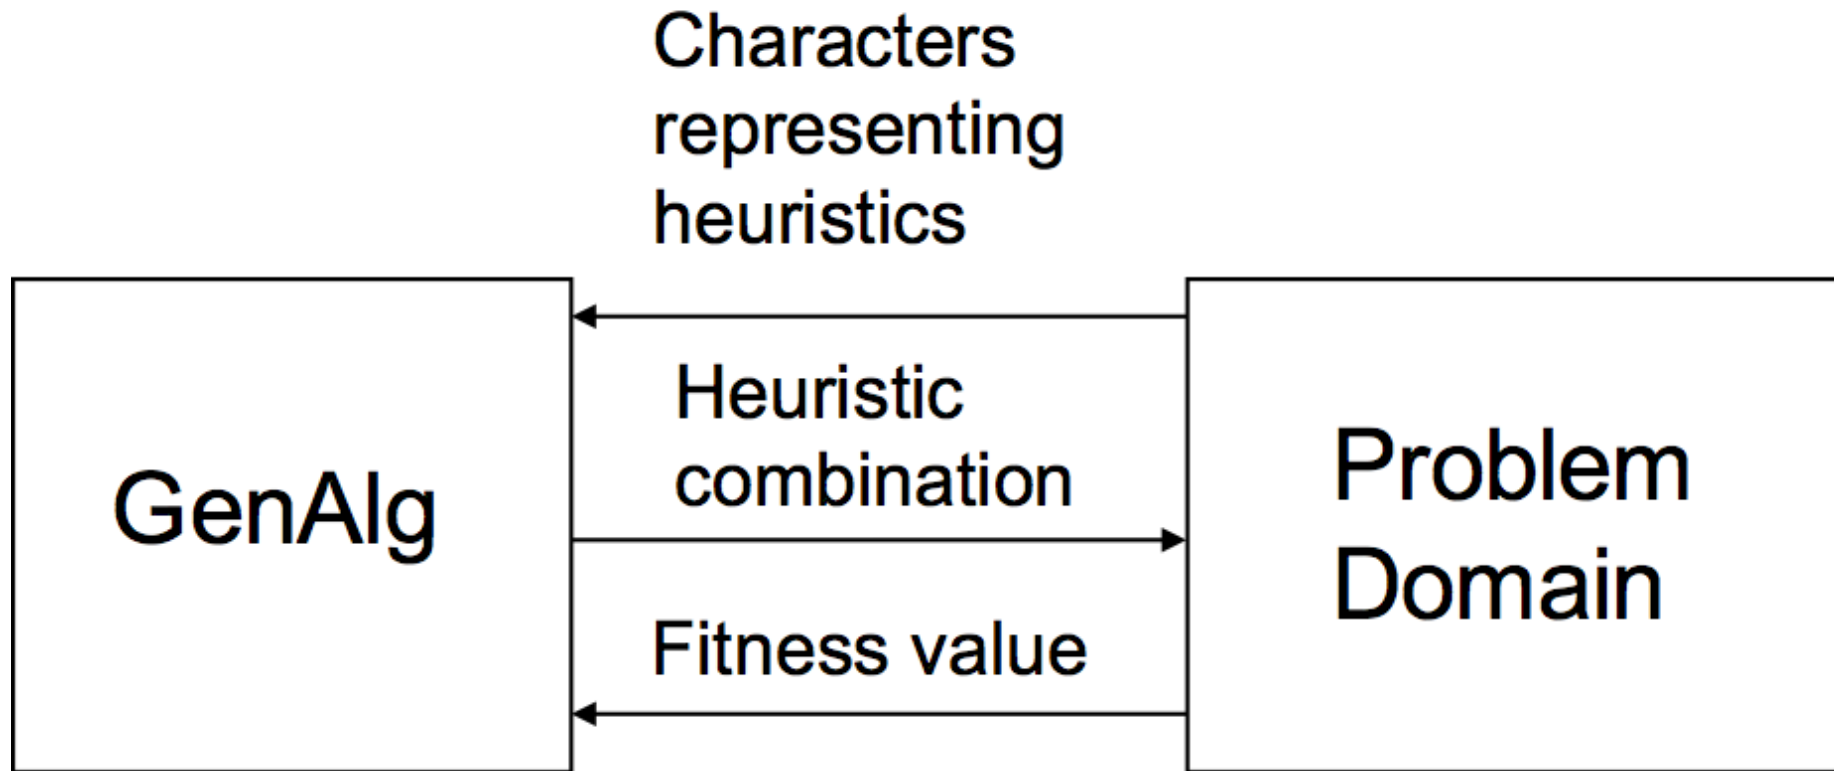 Characters
representing
heuristics
GenAlg
Heuristic
combination
Fitness value
Problem
Domain